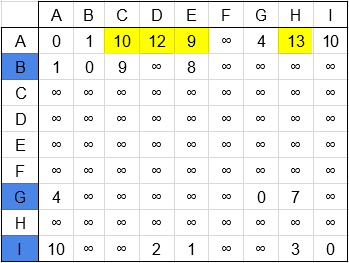 A B C D E F G H I
A 0 1 10 12 9 ∞ 4 13 10
B 1 0 9 ∞ 8 ∞ ∞ ∞ ∞
C ∞ ∞ ∞ ∞ ∞ ∞ ∞ ∞ ∞
D ∞ ∞ ∞ ∞ ∞ ∞ ∞ ∞ ∞
E ∞ ∞ ∞ ∞ ∞ ∞ ∞ ∞ ∞
F ∞ ∞ ∞ ∞ ∞ ∞ ∞ ∞ ∞
G 4 ∞ ∞ ∞ ∞ ∞ 0 7 ∞
H ∞ ∞ ∞ ∞ ∞ ∞ ∞ ∞ ∞
I 10 ∞ ∞ 2 1 ∞ ∞ 3 0